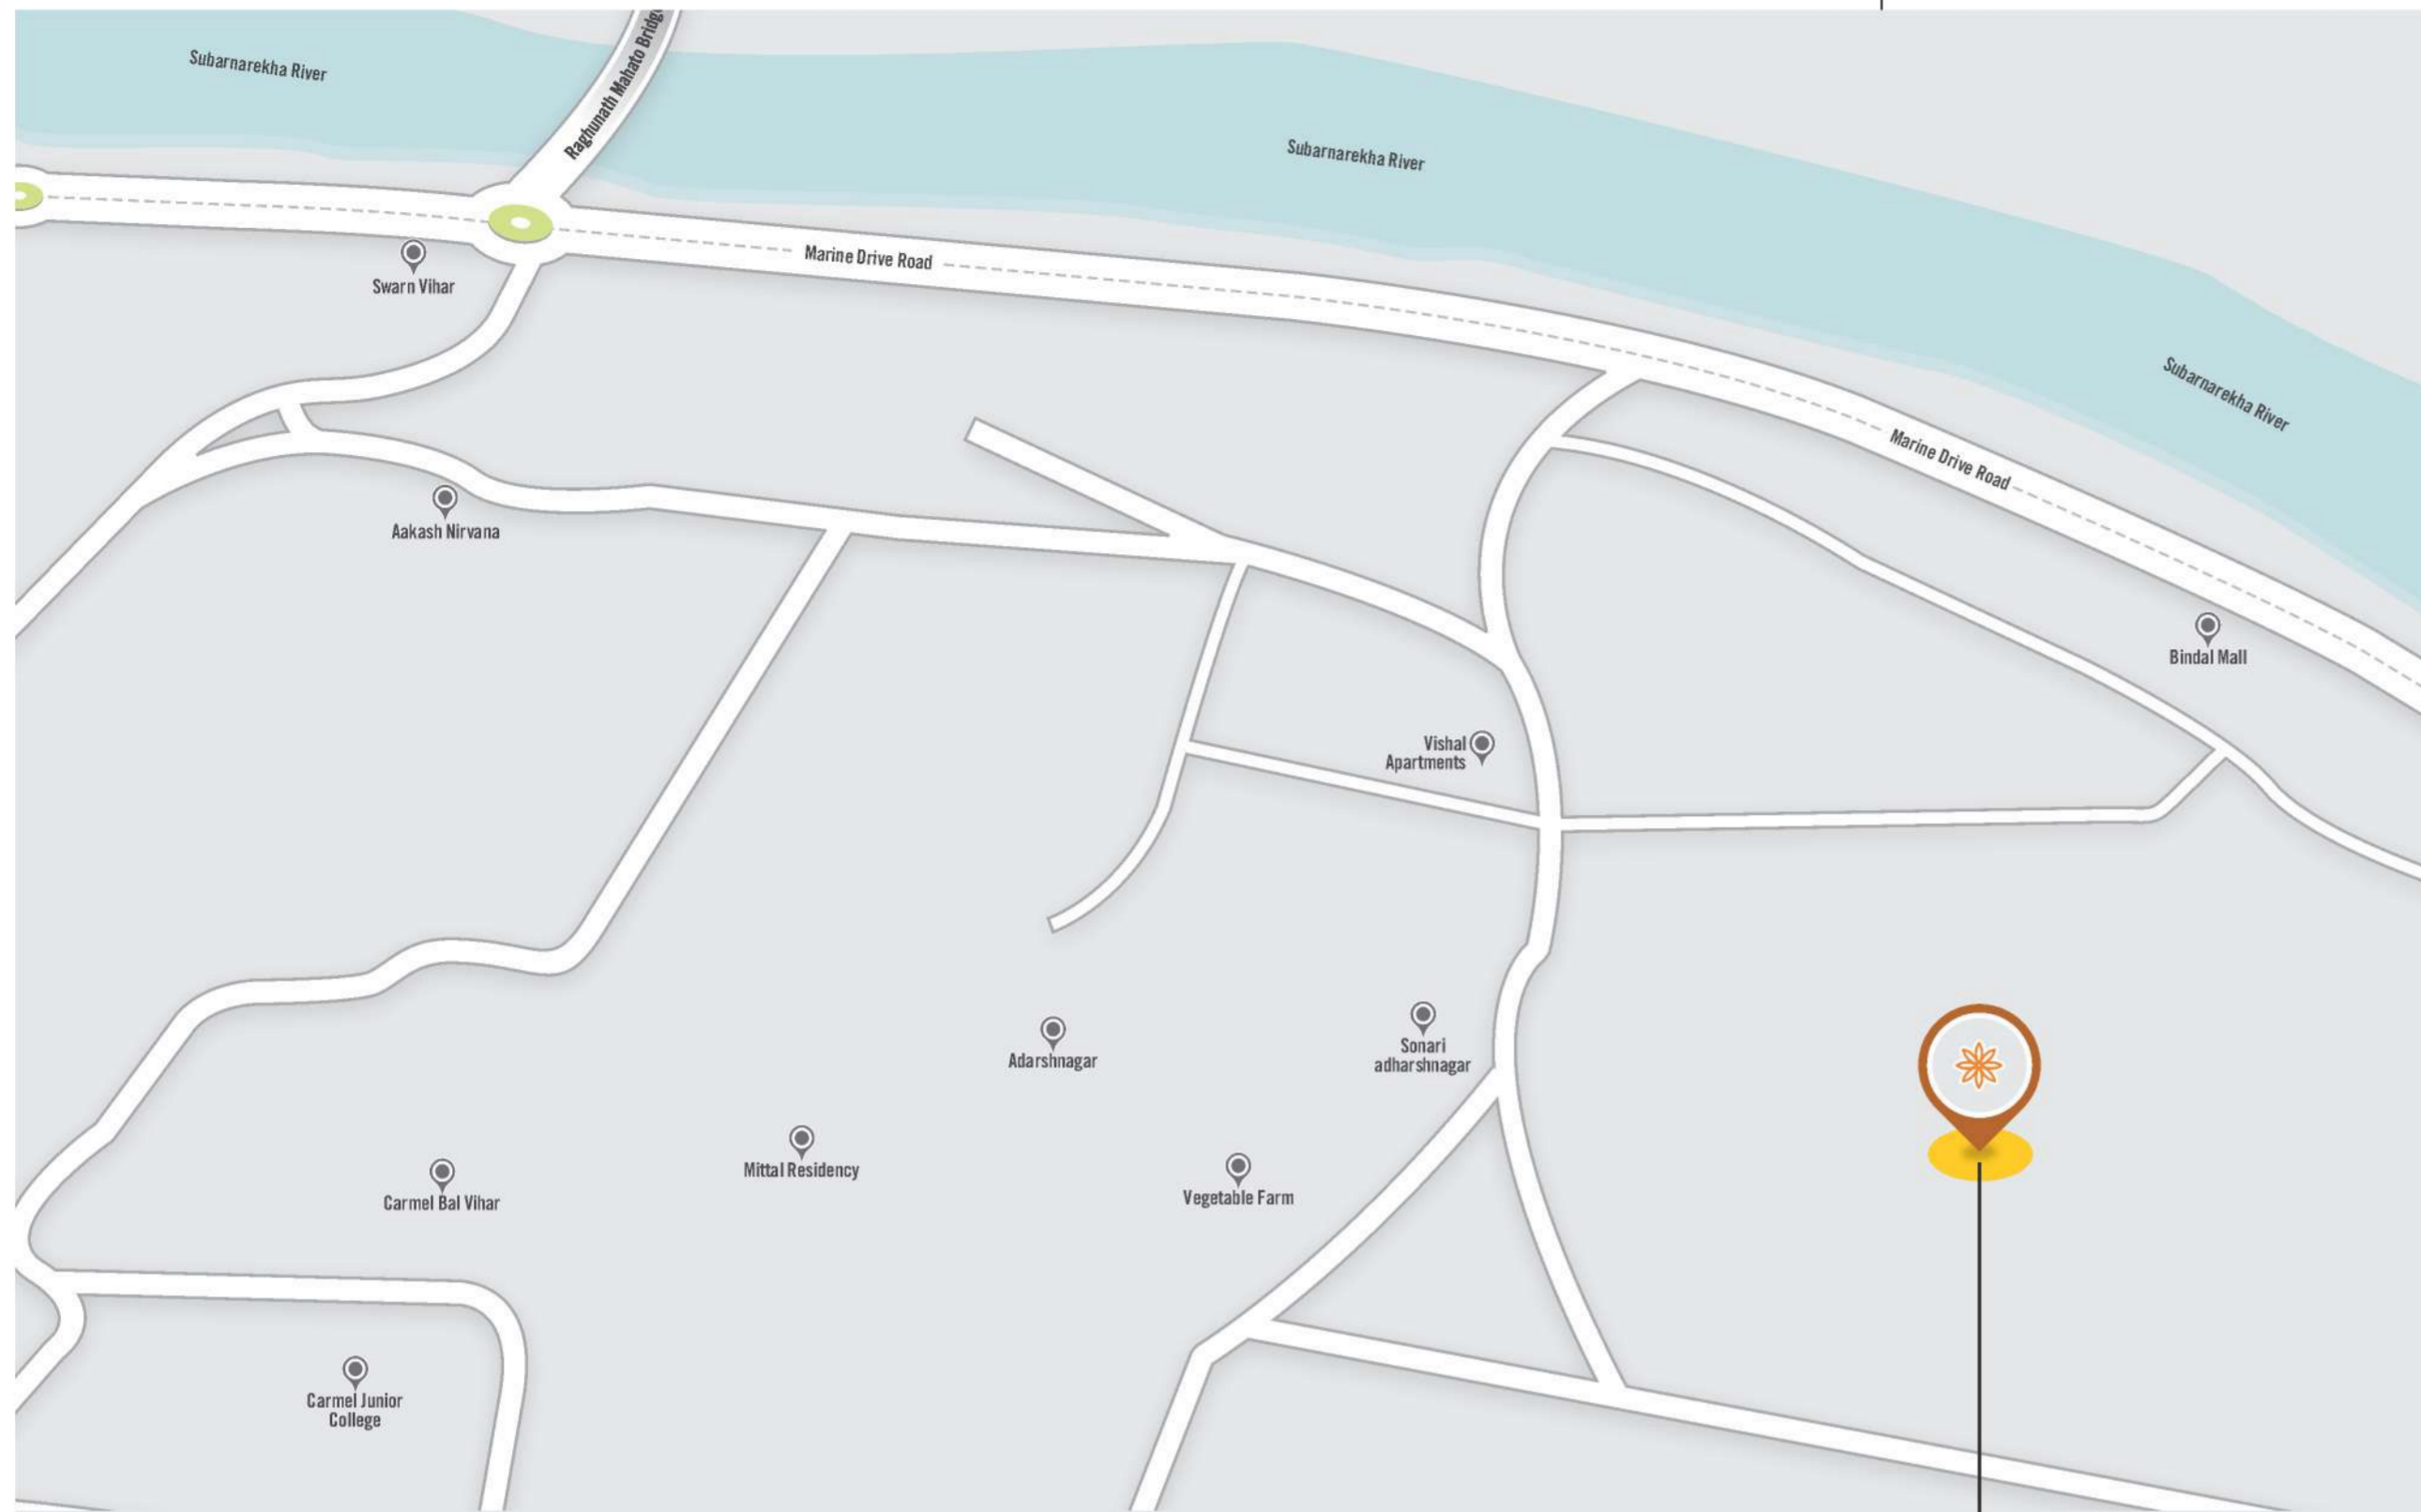 Subarnarekha River
Raghunath Mahato Bridge
Subarnarekha River
Marine Drive Road
Swarn Vihar
Subarnarekha River
Marine Drive Road
Aakash Nirvana
Bindal Mall
Vishal
Apartments
Sonari
adharshnagar
Adarshnagar
Mittal Residency
Vegetable Farm
Carmel Bal Vihar
Carmel Junior
College